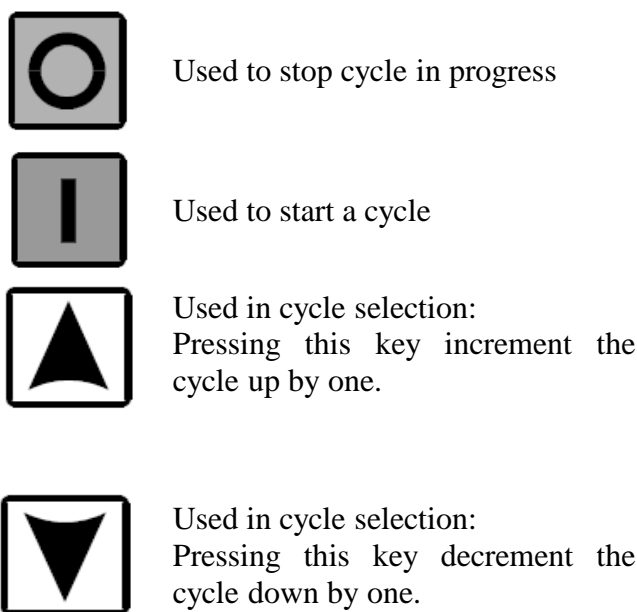 Used to stop cycle in progress
Used to start a cycle
Used in cycle selection:
Pressing this key increment the
cycle up by one.
Used in cycle selection:
Pressing this key decrement the
cycle down by one.